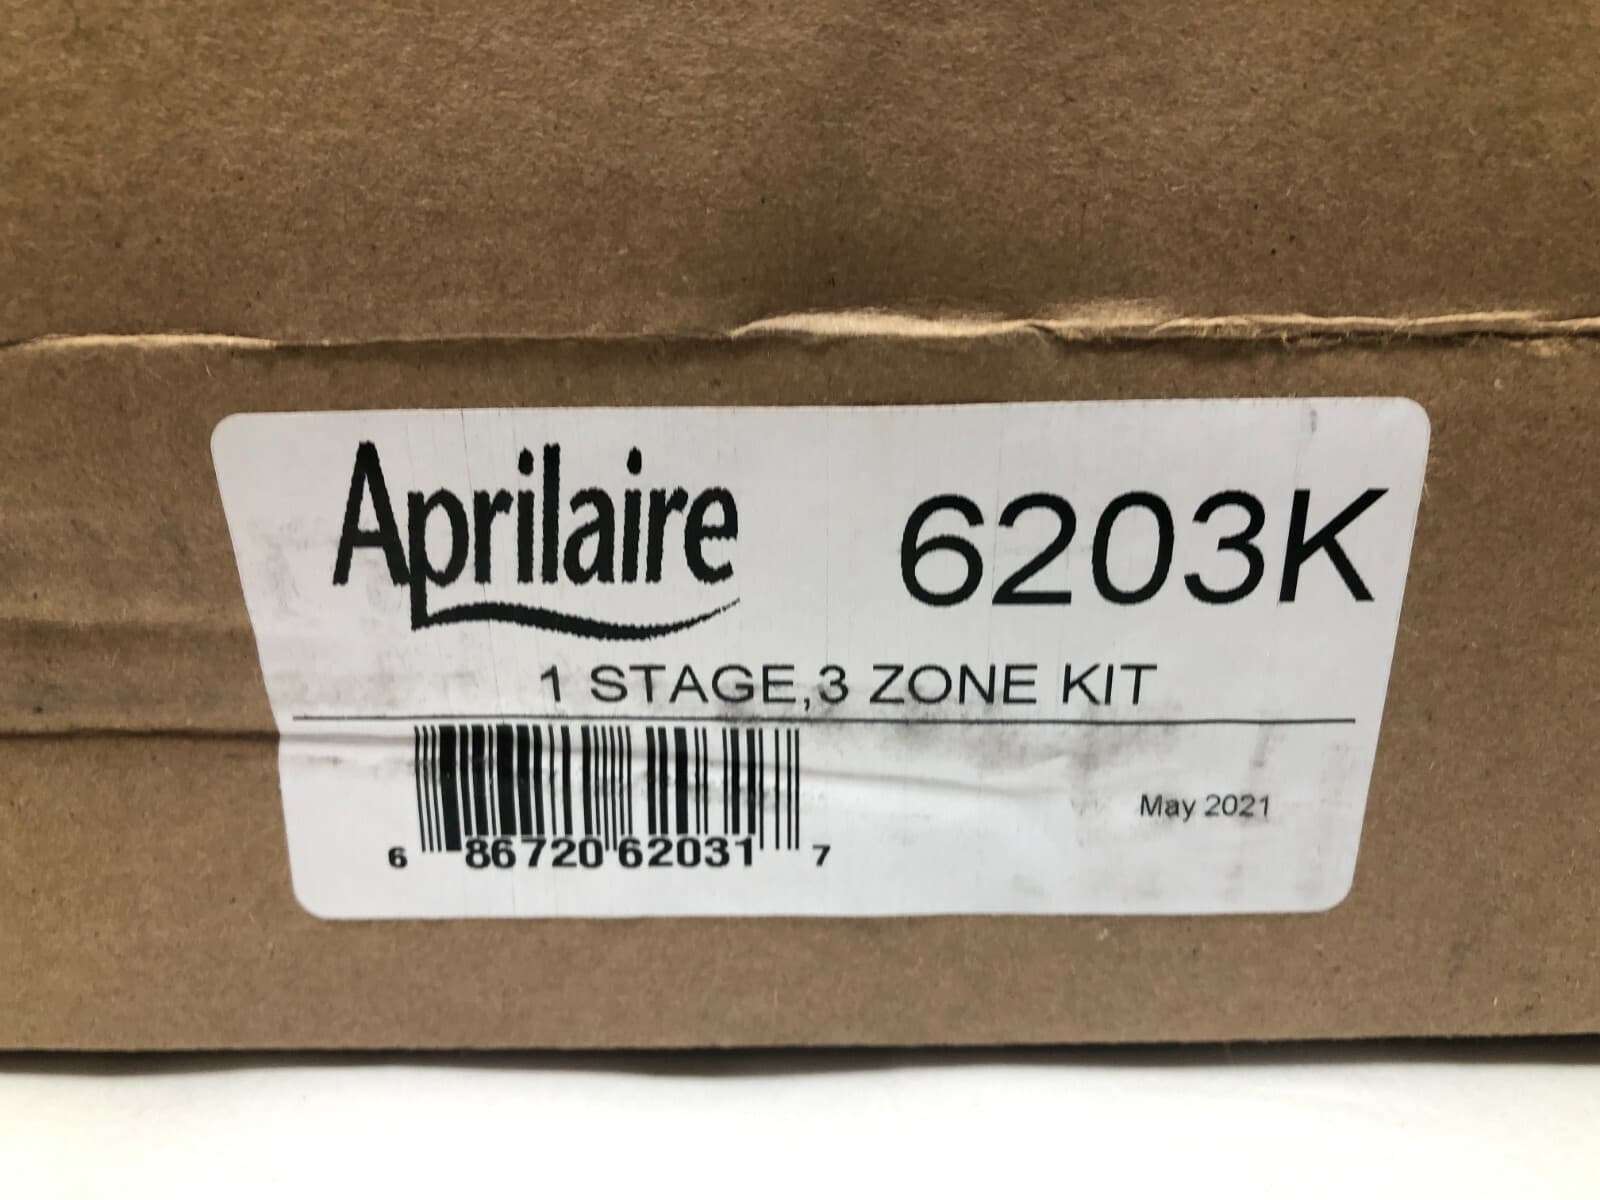 Aprilaire 6203K
1 STAGE,3 ZONE KIT
May 2021
6 86720 62031 7